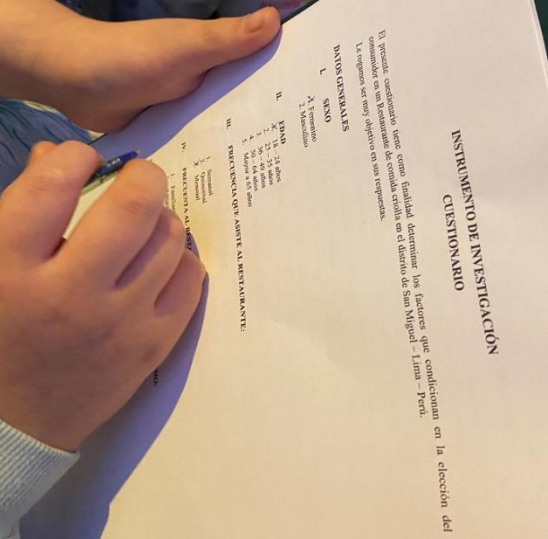 INSTRUMENTO DE INVESTIGACIÓN
CUESTIONARIO
El presente cuestionario tiene como finalidad determinar los factores que condicionan en la elección del
consumidor en un Restaurante de comida criolla en el distrito de San Miguel – Lima – Perú.
Le rogamos ser muy objetivo en sus respuestas.
DATOS GENERALES
I. SEXO
X. Femenino
2. Masculino
II. EDAD
X. 18 – 24 años
2. 25 – 35 años
3. 36 – 49 años
4. 50 – 64 años
5. Mayor a 65 años
III. FRECUENCIA QUE ASISTE AL RESTAURANTE:
1. Semanal
2. Quincenal
X. Mensual
IV. FRECUENTA AL
1.